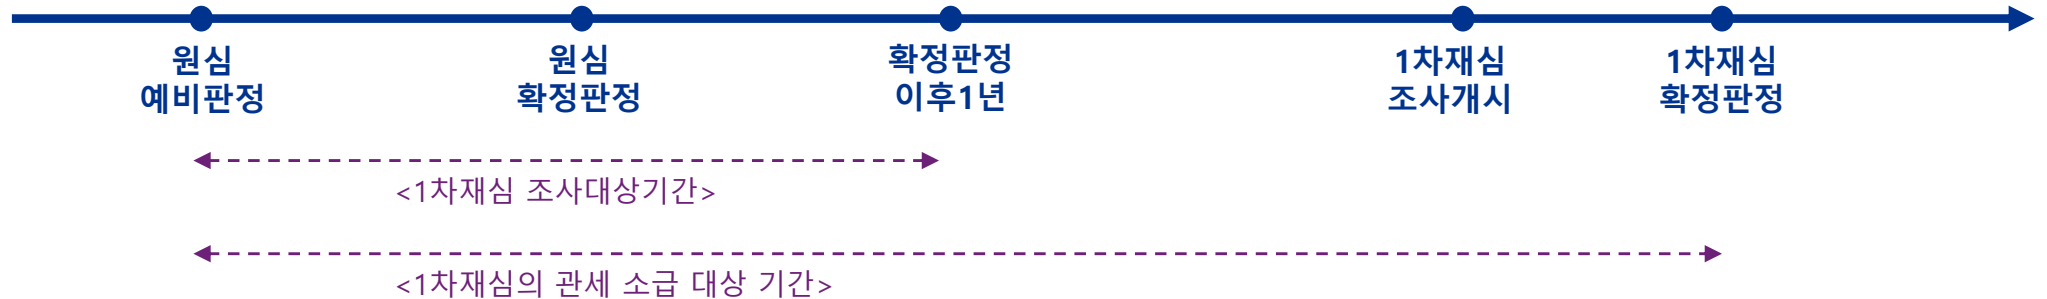 원심
예비판정
원심
확정판정
확정판정
이후1년
1차재심
조사개시
1차재심
확정판정
<1차재심 조사대상기간>
<1차재심의 관세 소급 대상 기간>